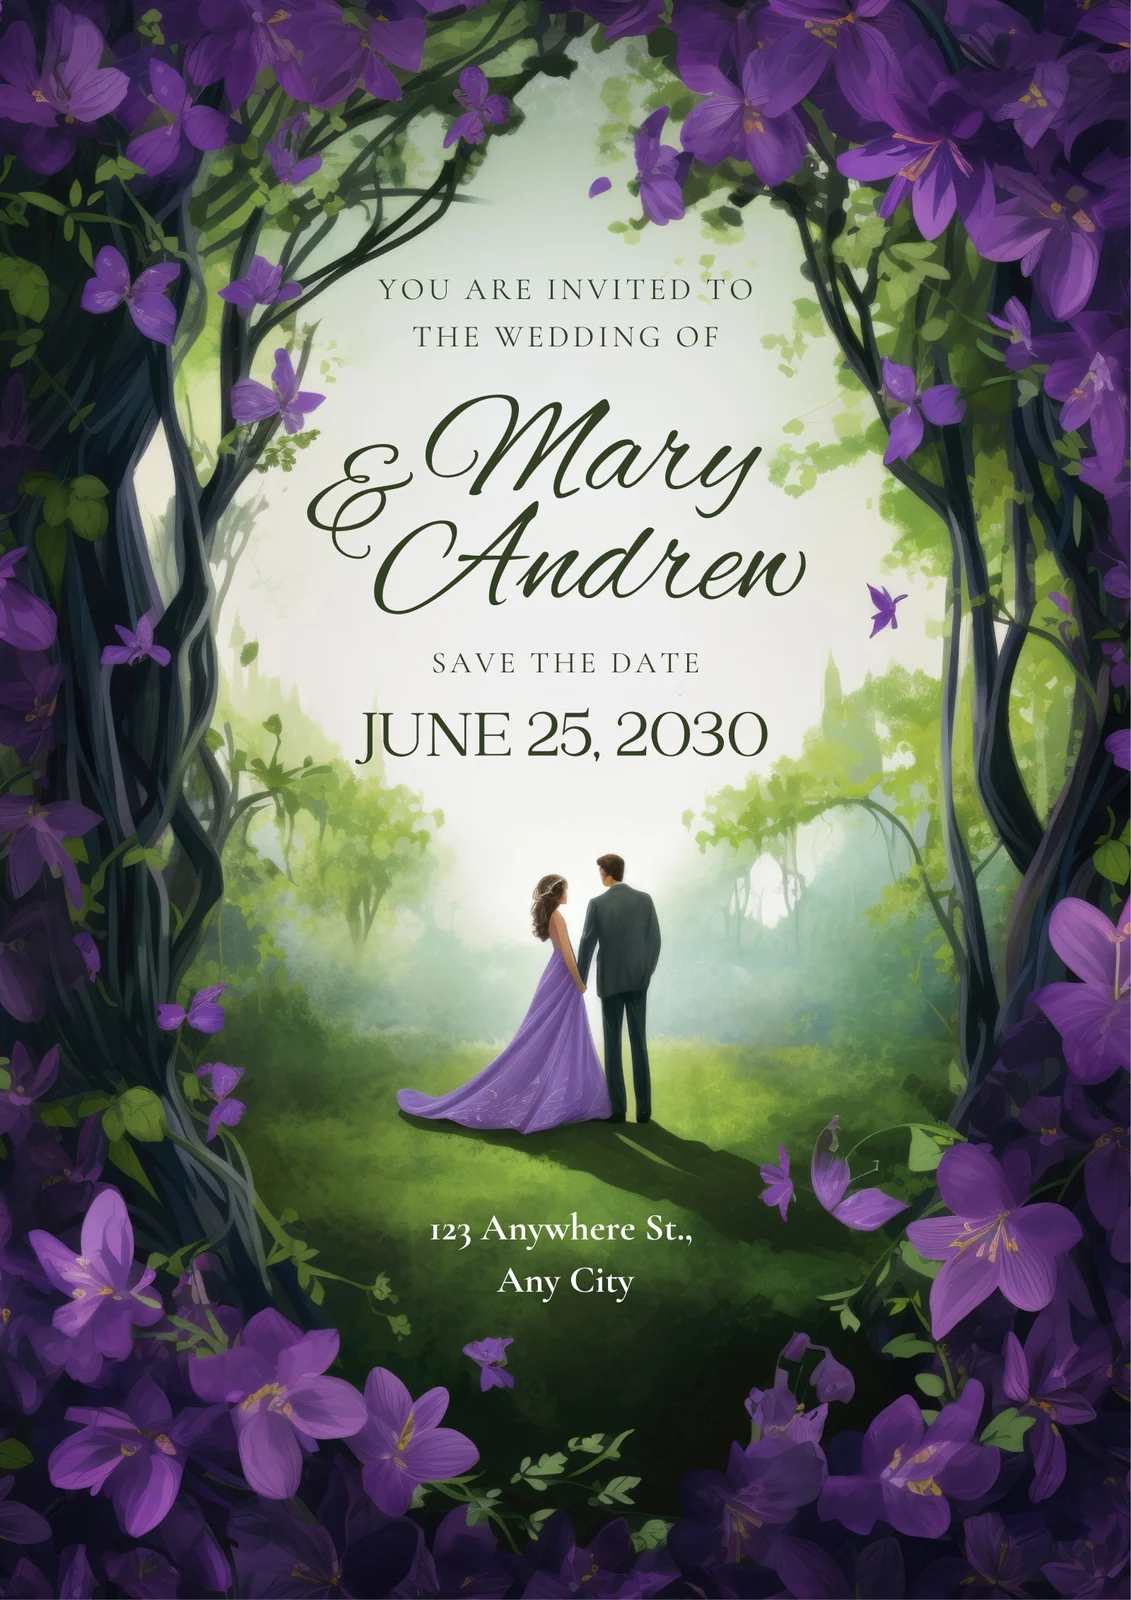 YOU ARE INVITED TO
THE WEDDING OF
Mary
& Andrew
SAVE THE DATE
JUNE 25, 2030
123 Anywhere St.,
Any City